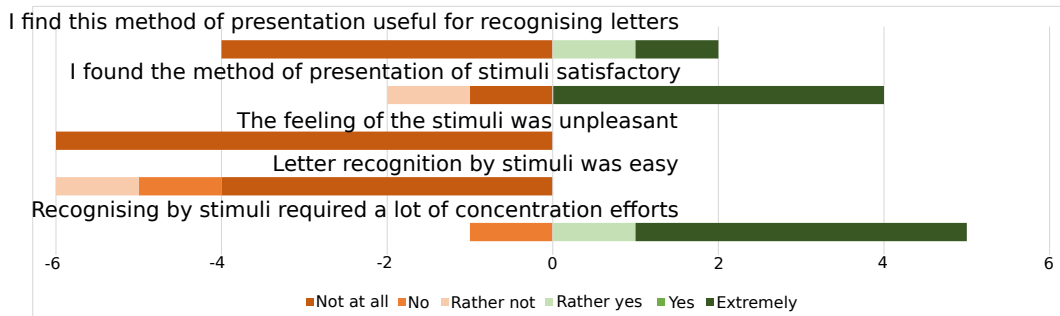 I find this method of presentation useful for recognising letters
I found the method of presentation of stimuli satisfactory
The feeling of the stimuli was unpleasant
Letter recognition by stimuli was easy
Recognising by stimuli required a lot of concentration efforts
-6 -4 -2 0 2 4 6
Not at all No Rather not Rather yes Yes Extremely